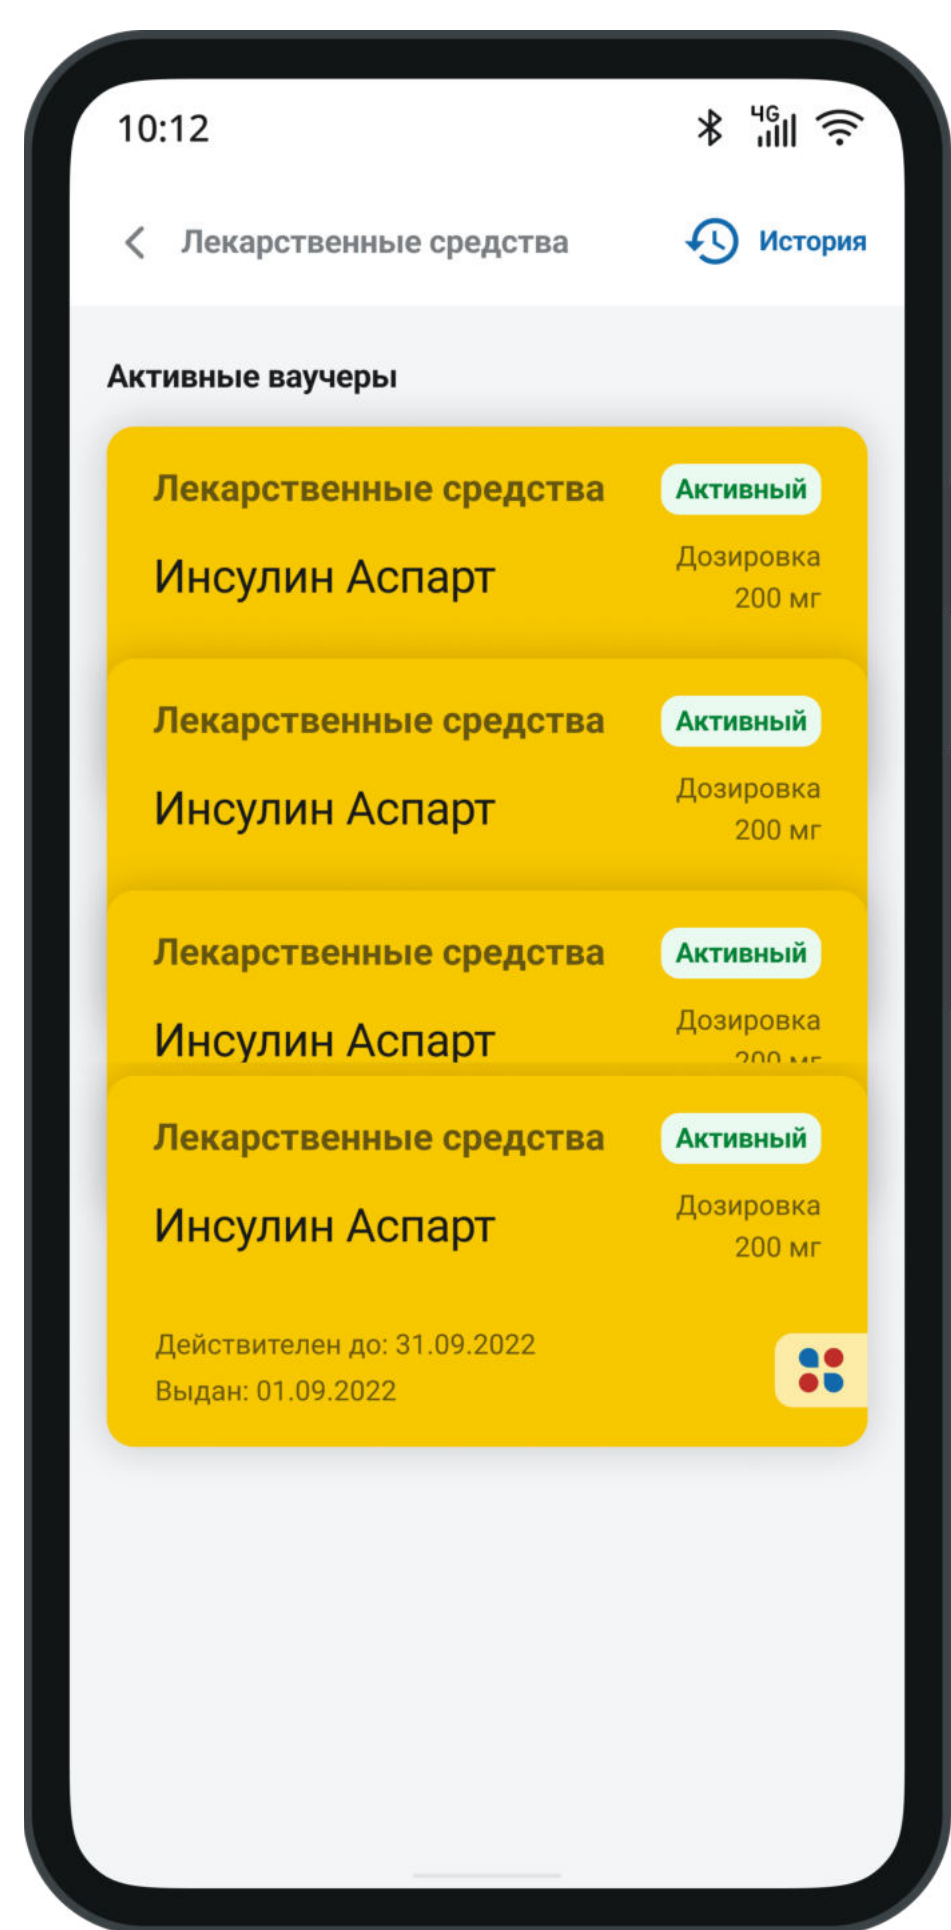 10:12
4G
Лекарственные средства
История
Активные ваучеры
Лекарственные средства
Активный
Инсулин Аспарт
Дозировка
200 мг
Лекарственные средства
Активный
Инсулин Аспарт
Дозировка
200 мг
Лекарственные средства
Активный
Инсулин Аспарт
Дозировка
200 мг
Лекарственные средства
Активный
Инсулин Аспарт
Дозировка
200 мг
Действителен до: 31.09.2022
Выдан: 01.09.2022